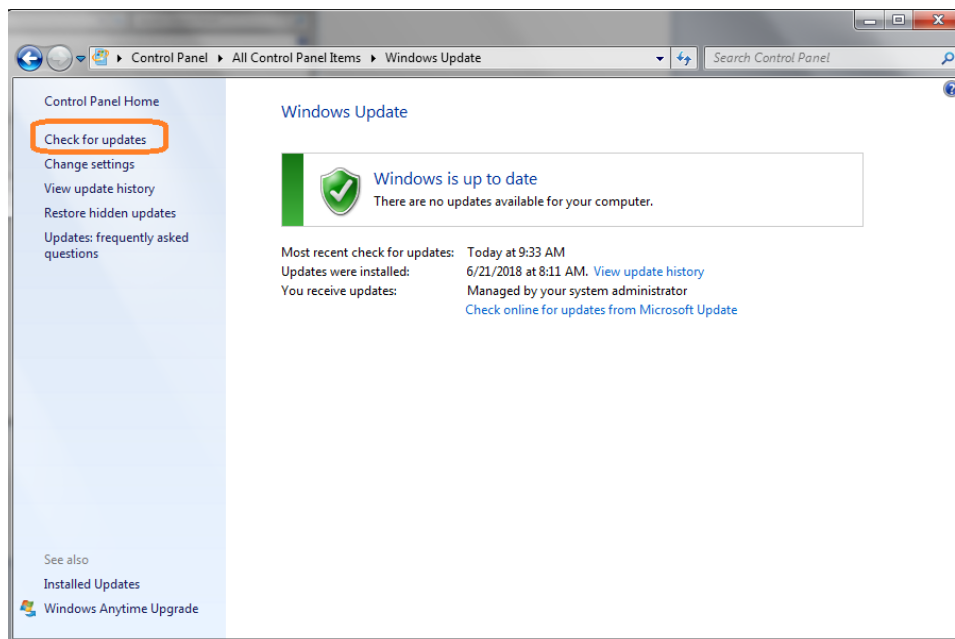 Control Panel ▸ All Control Panel Items ▸ Windows Update
Search Control Panel
Control Panel Home
Check for updates
Change settings
View update history
Restore hidden updates
Updates: frequently asked
questions
See also
Installed Updates
Windows Anytime Upgrade
Windows Update
Windows is up to date
There are no updates available for your computer.
Most recent check for updates: Today at 9:33 AM
Updates were installed: 6/21/2018 at 8:11 AM. View update history
You receive updates: Managed by your system administrator
Check online for updates from Microsoft Update